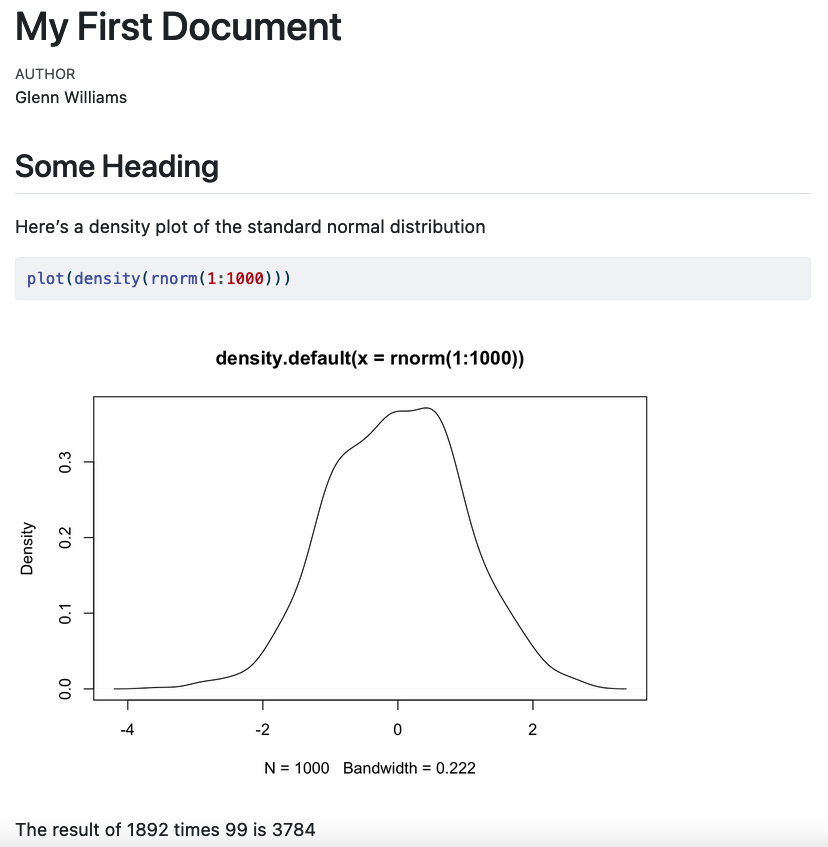 My First Document
AUTHOR
Glenn Williams
Some Heading
Here’s a density plot of the standard normal distribution
plot(density(rnorm(1:1000)))
density.default(x = rnorm(1:1000))
Density
0.3
0.2
0.1
0.0
-4 -2 0 2
N = 1000 Bandwidth = 0.222
The result of 1892 times 99 is 3784